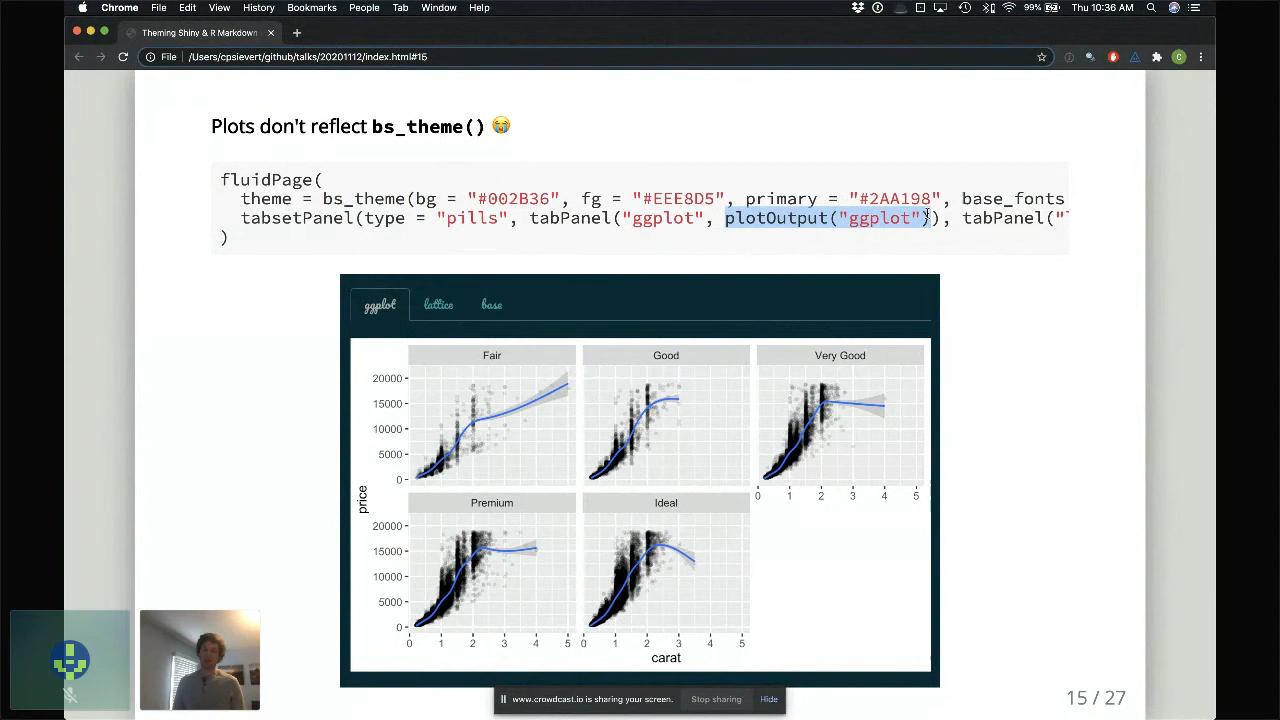 Chrome File Edit View History Bookmarks People Tab Window Help 99% Thu 10:36 AM
Theming Shiny & R Markdown
File /Users/cpsievert/github/talks/20201112/index.html#15
Plots don't reflect bs_theme() 😭
fluidPage(
theme = bs_theme(bg = "#002B36", fg = "#EEE8D5", primary = "#2AA198", base_fonts
tabsetPanel(type = "pills", tabPanel("ggplot", plotOutput("ggplot")), tabPanel("
)
ggplot lattice base
Fair Good Very Good
20000
15000
10000
5000
0
0 1 2 3 4 5
Premium Ideal
20000
15000
10000
5000
0
0 1 2 3 4 5 0 1 2 3 4 5
price
carat
www.crowdcast.io is sharing your screen. Stop sharing Hide
15 / 27